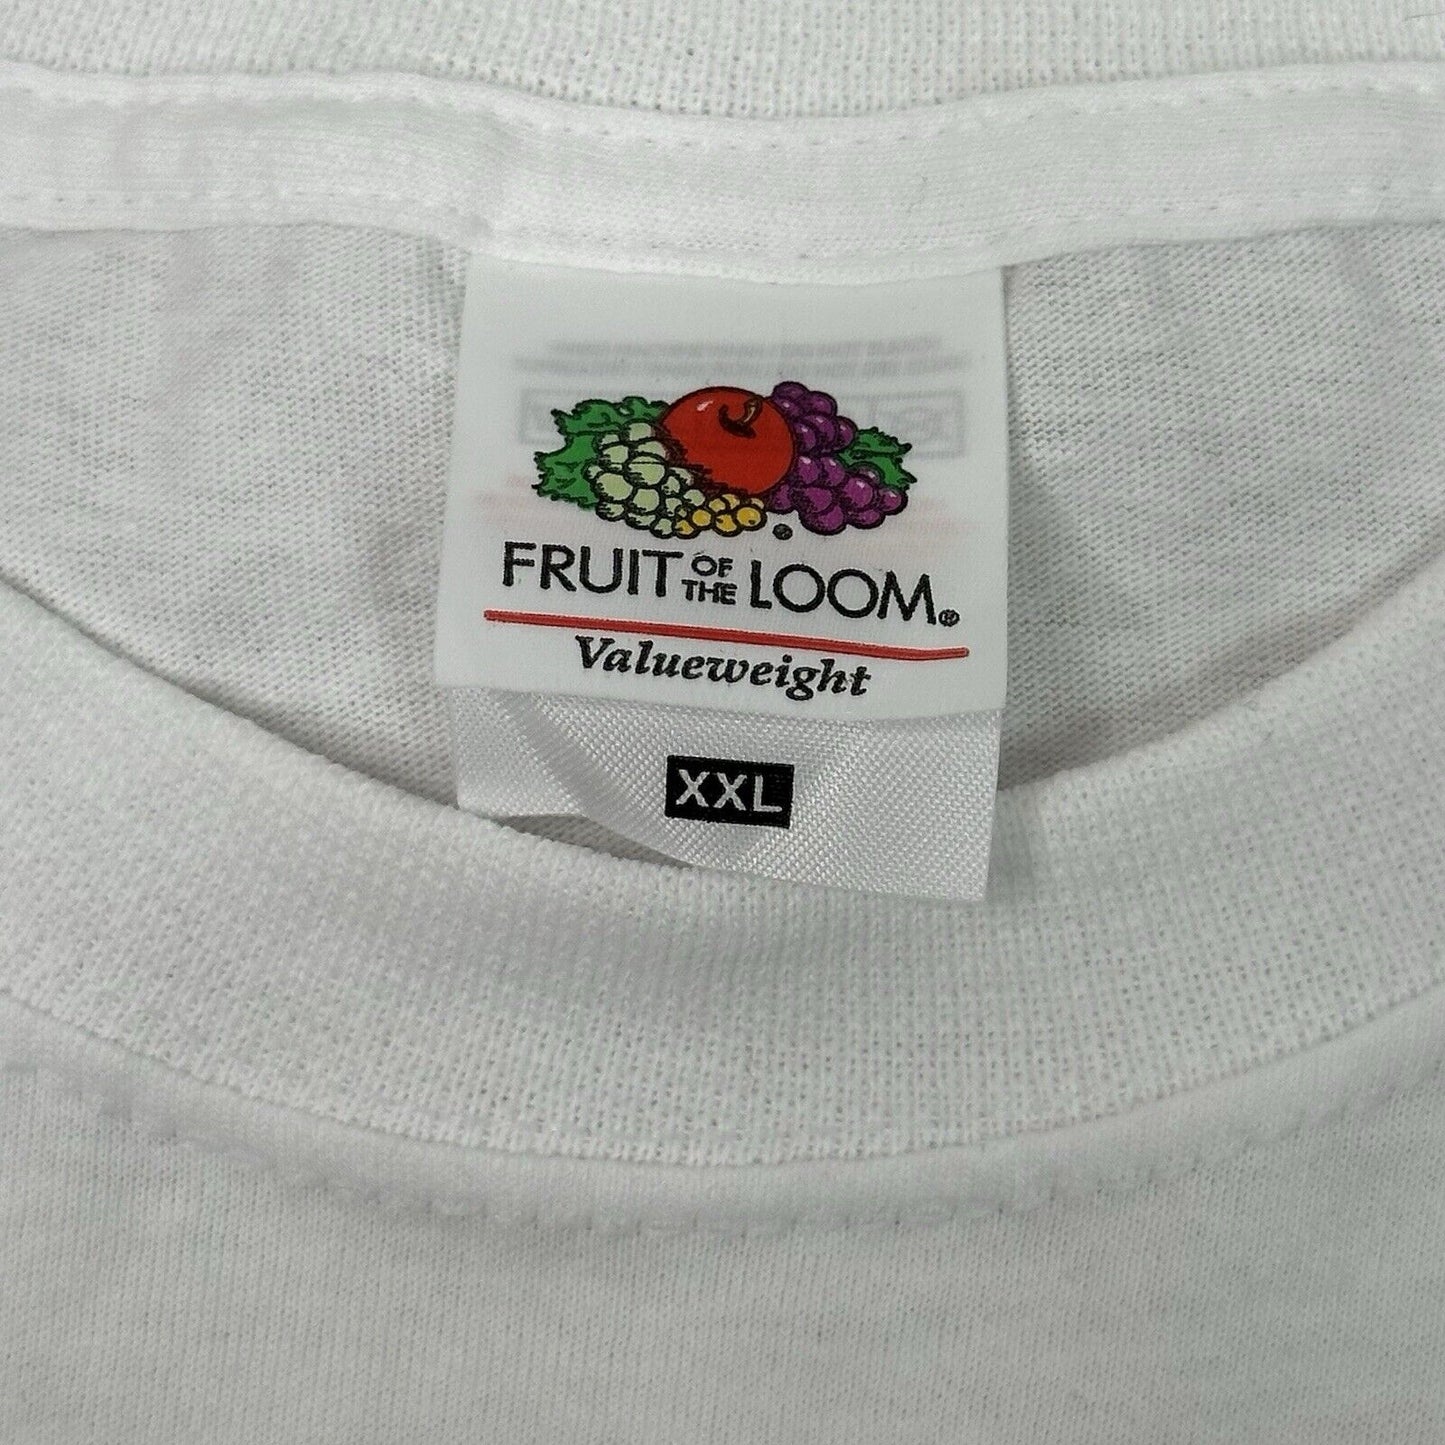 ®
FRUIT OF THE LOOM®
Valueweight
XXL